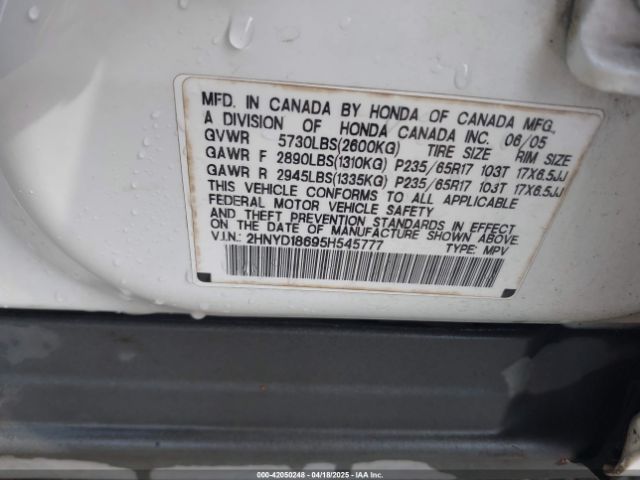 MFD. IN CANADA BY HONDA OF CANADA MFG.,
A DIVISION OF HONDA CANADA INC. 06/05
GVWR 5730LBS(2600KG) TIRE SIZE RIM SIZE
GAWR F 2890LBS(1310KG) P235/65R17 103T 17X6.5JJ
GAWR R 2945LBS(1335KG) P235/65R17 103T 17X6.5JJ
THIS VEHICLE CONFORMS TO ALL APPLICABLE
FEDERAL MOTOR VEHICLE SAFETY
AND THEFT PREVENTION STANDARDS IN EFFECT
ON THE DATE OF MANUFACTURE SHOWN ABOVE.
V.I.N.: 2HNYD18695H545777 TYPE: MPV
000-42050248 - 04/18/2025 - IAAI.COM